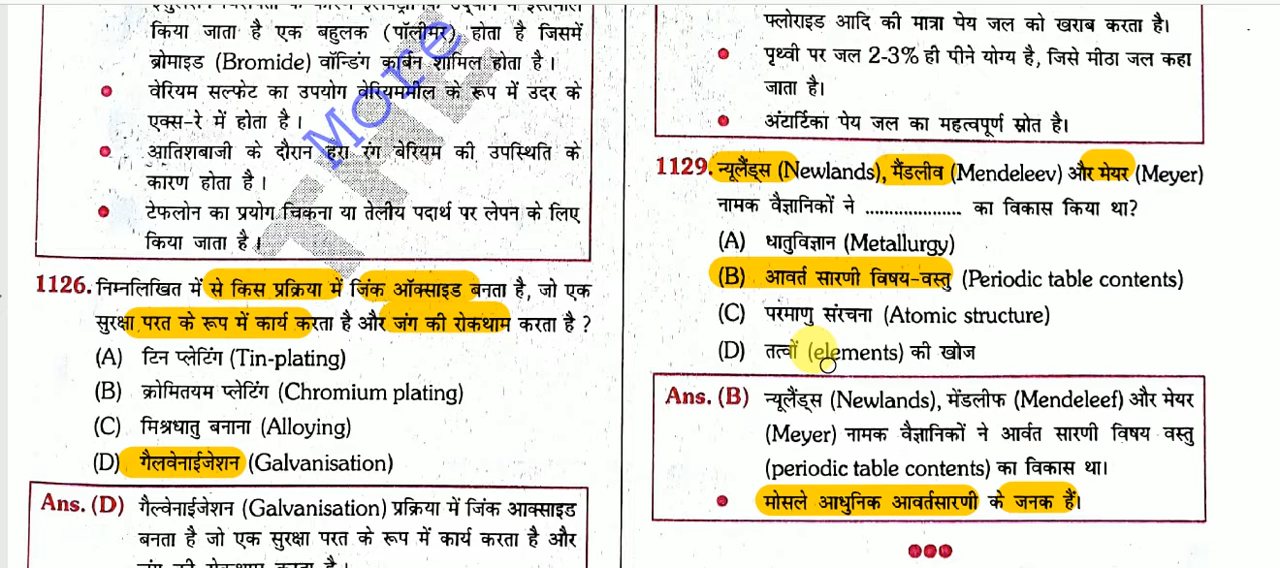 किया जाता है एक बहुलक (पॉलीमर) होता है जिसमें
ब्रोमाइड (Bromide) वॉन्डिंग कार्बन शामिल होता है।
वेरियम सल्फेट का उपयोग वेरियममील के रूप में उदर के
एक्स-रे में होता है।
आतिशबाजी के दौरान हरा रंग बेरियम की उपस्थिति के
कारण होता है।
टेफलोन का प्रयोग चिकना या तेलीय पदार्थ पर लेपन के लिए
किया जाता है।
More
1126. निम्नलिखित में से किस प्रक्रिया में जिंक ऑक्साइड बनता है, जो एक
सुरक्षा परत के रूप में कार्य करता है और जंग की रोकथाम करता है ?
(A) टिन प्लेटिंग (Tin-plating)
(B) क्रोमितयम प्लेटिंग (Chromium plating)
(C) मिश्रधातु बनाना (Alloying)
(D) गैलवेनाईजेशन (Galvanisation)
Ans. (D) गैल्वेनाईजेशन (Galvanisation) प्रक्रिया में जिंक आक्साइड
बनता है जो एक सुरक्षा परत के रूप में कार्य करता है और
फ्लोराइड आदि की मात्रा पेय जल को खराब करता है।
पृथ्वी पर जल 2-3% ही पीने योग्य है, जिसे मीठा जल कहा
जाता है।
अंटार्टिका पेय जल का महत्वपूर्ण स्रोत है।
1129. न्यूलैंड्स (Newlands), मैंडलीव (Mendeleev) और मेयर (Meyer)
नामक वैज्ञानिकों ने .................... का विकास किया था?
(A) धातुविज्ञान (Metallurgy)
(B) आवर्त सारणी विषय-वस्तु (Periodic table contents)
(C) परमाणु संरचना (Atomic structure)
(D) तत्वों (elements) की खोज
Ans. (B) न्यूलैंड्स (Newlands), मेंडलीफ (Mendeleef) और मेयर
(Meyer) नामक वैज्ञानिकों ने आर्वत सारणी विषय वस्तु
(periodic table contents) का विकास था।
मोसले आधुनिक आवर्तसारणी के जनक हैं।